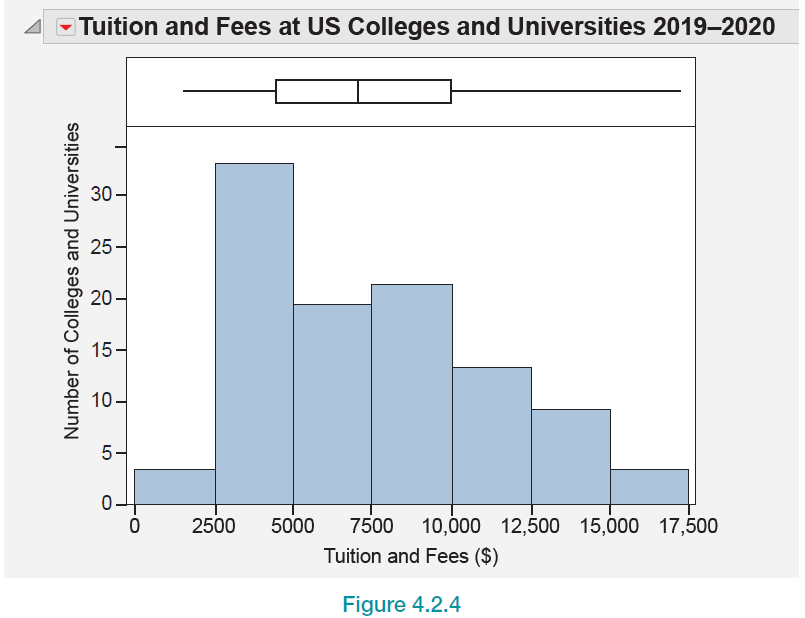 Tuition and Fees at US Colleges and Universities 2019–2020
Number of Colleges and Universities
30
25
20
15
10
5
0
0 2500 5000 7500 10,000 12,500 15,000 17,500
Tuition and Fees ($)
Figure 4.2.4